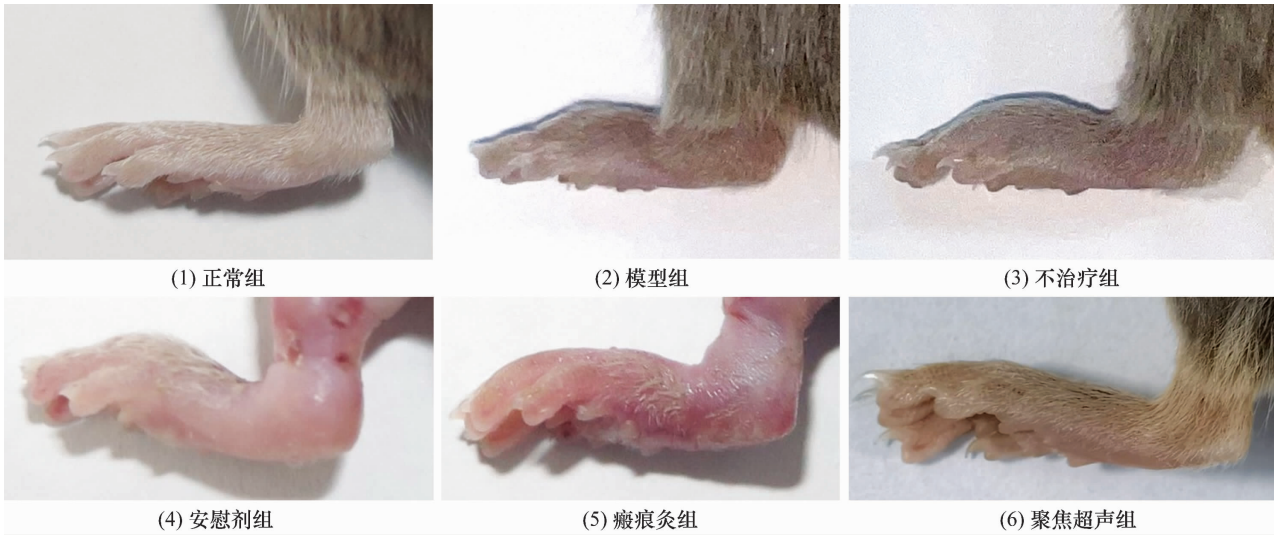 (1) 正常组
(2) 模型组
(3) 不治疗组
(4) 安慰剂组
(5) 瘢痕灸组
(6) 聚焦超声组